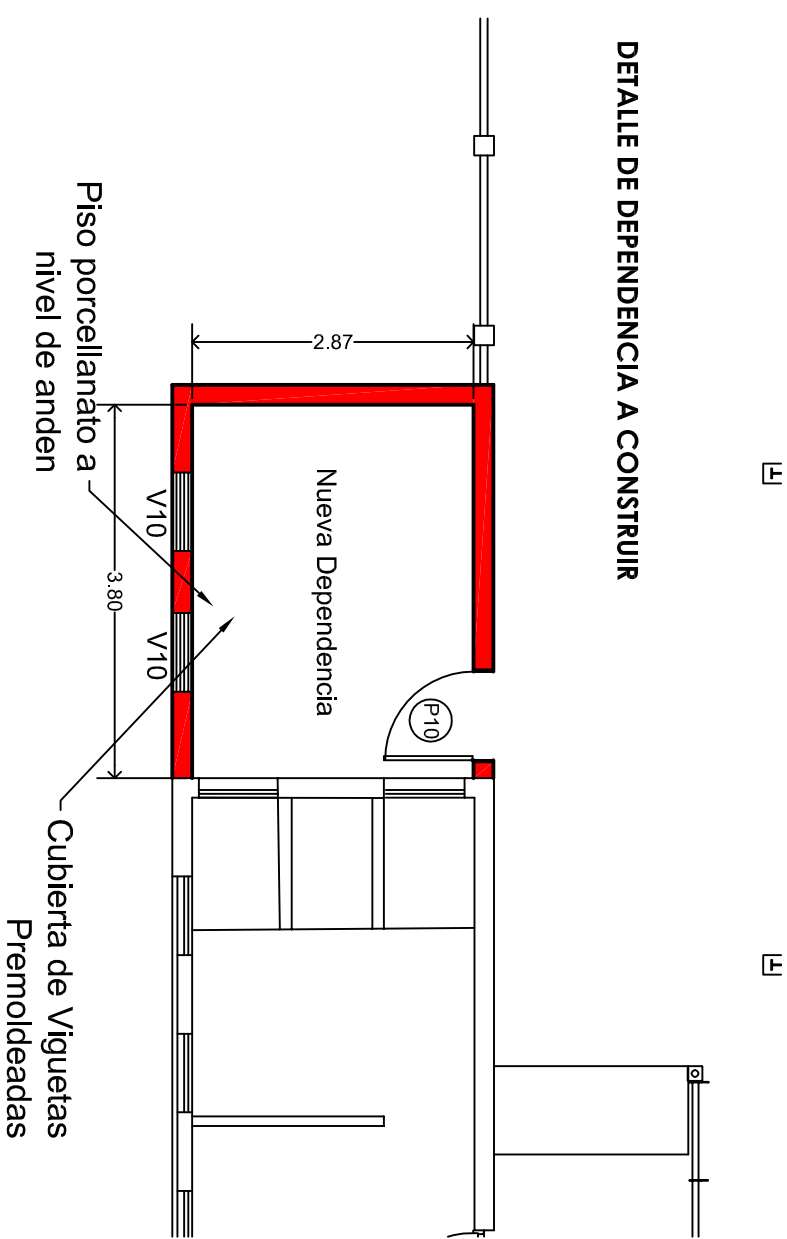 DETALLE DE DEPENDENCIA A CONSTRUIR
T
T
2.87
Nueva Dependencia
P10
V10
V10
3.80
Piso porcellanato a
nivel de anden
Cubierta de Viguetas
Premoldeadas